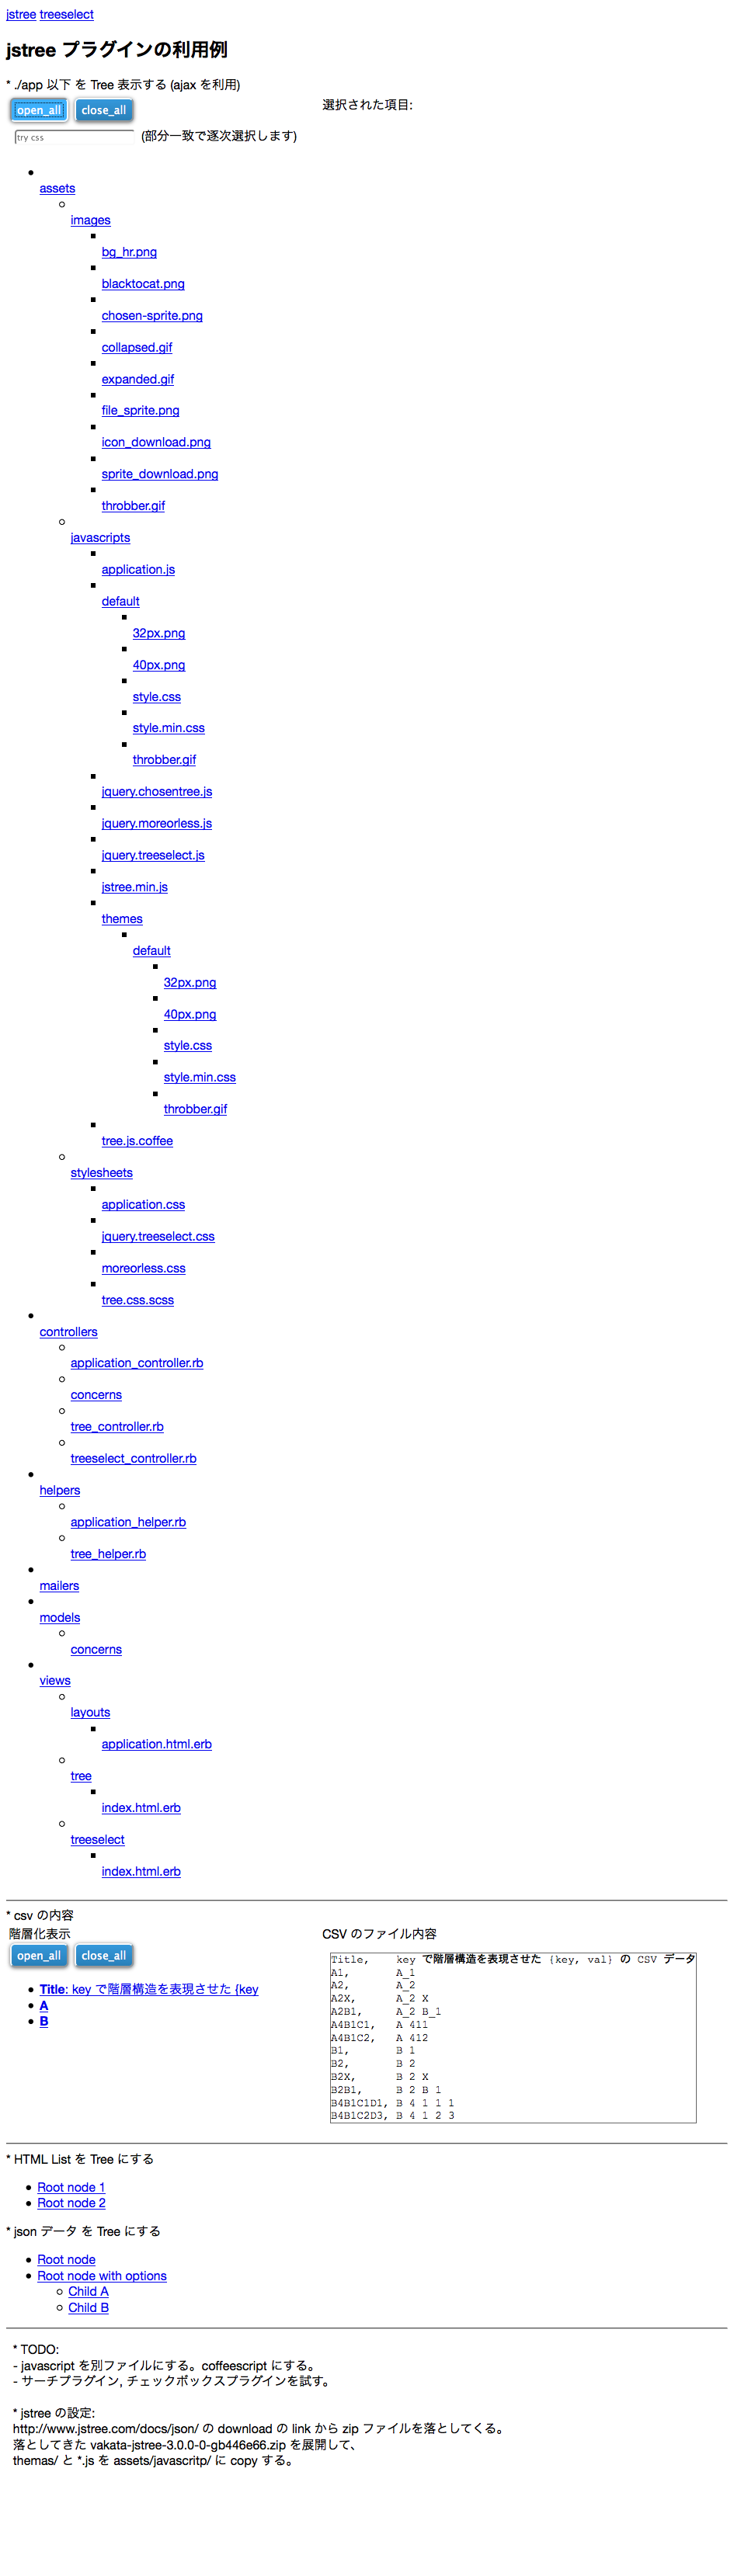 jstree treeselect
jstree プラグインの利用例
* ./app 以下 を Tree 表示する (ajax を利用)
open_all close_all
選択された項目:
try css (部分一致で逐次選択します)
assets
images
bg_hr.png
blacktocat.png
chosen-sprite.png
collapsed.gif
expanded.gif
file_sprite.png
icon_download.png
sprite_download.png
throbber.gif
javascripts
application.js
default
32px.png
40px.png
style.css
style.min.css
throbber.gif
jquery.chosentree.js
jquery.moreorless.js
jquery.treeselect.js
jstree.min.js
themes
default
32px.png
40px.png
style.css
style.min.css
throbber.gif
tree.js.coffee
stylesheets
application.css
jquery.treeselect.css
moreorless.css
tree.css.scss
controllers
application_controller.rb
concerns
tree_controller.rb
treeselect_controller.rb
helpers
application_helper.rb
tree_helper.rb
mailers
models
concerns
views
layouts
application.html.erb
tree
index.html.erb
treeselect
index.html.erb
* csv の内容
階層化表示
open_all close_all
Title: key で階層構造を表現させた {key
A
B
CSV のファイル内容
Title, key で階層構造を表現させた {key, val} の CSV データ
A1, A_1
A2, A_2
A2X, A_2 X
A2B1, A_2 B_1
A4B1C1, A 411
A4B1C2, A 412
B1, B 1
B2, B 2
B2X, B 2 X
B2B1, B 2 B 1
B4B1C1D1, B 4 1 1 1
B4B1C2D3, B 4 1 2 3
* HTML List を Tree にする
Root node 1
Root node 2
* json データ を Tree にする
Root node
Root node with options
Child A
Child B
* TODO:
- javascript を別ファイルにする。coffeescript にする。
- サーチプラグイン, チェックボックスプラグインを試す。
* jstree の設定:
http://www.jstree.com/docs/json/ の download の link から zip ファイルを落としてくる。
落としてきた vakata-jstree-3.0.0-0-gb446e66.zip を展開して、
themas/ と *.js を assets/javascritp/ に copy する。